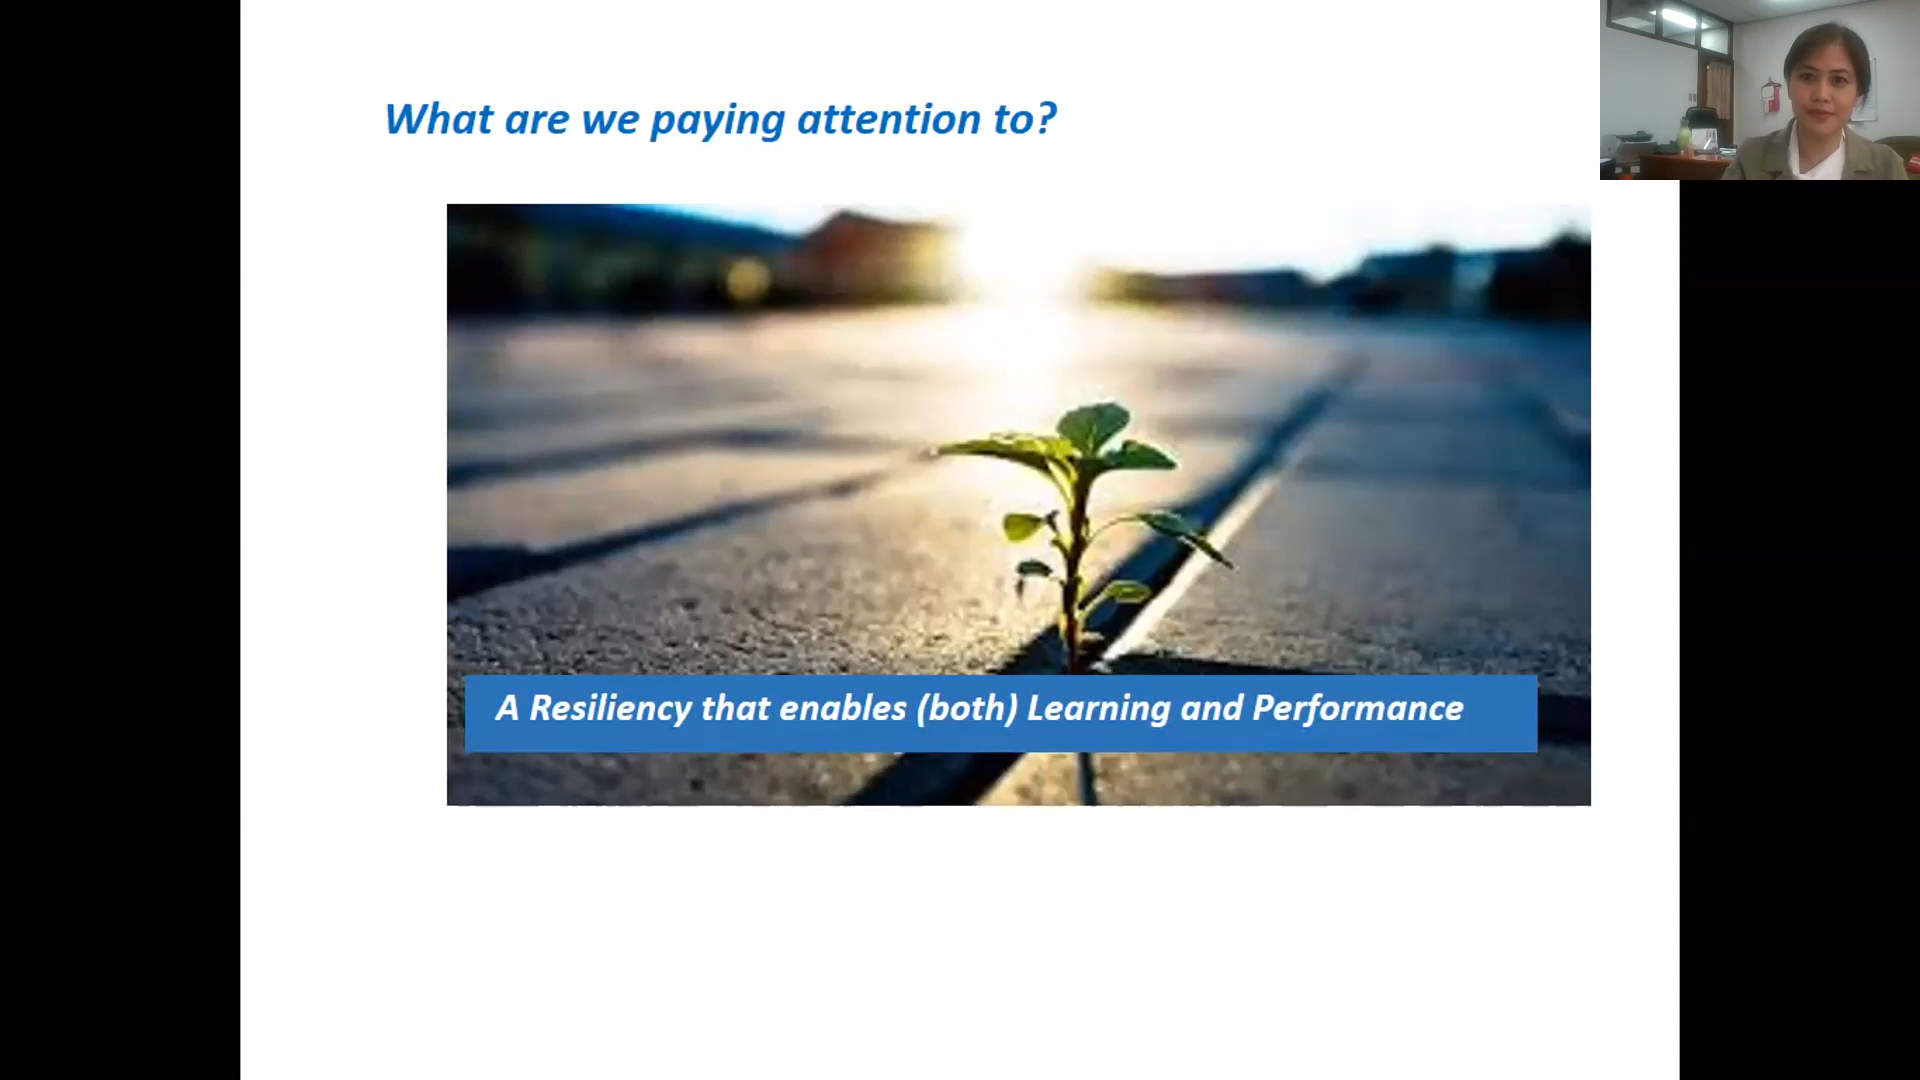 What are we paying attention to?
A Resiliency that enables (both) Learning and Performance